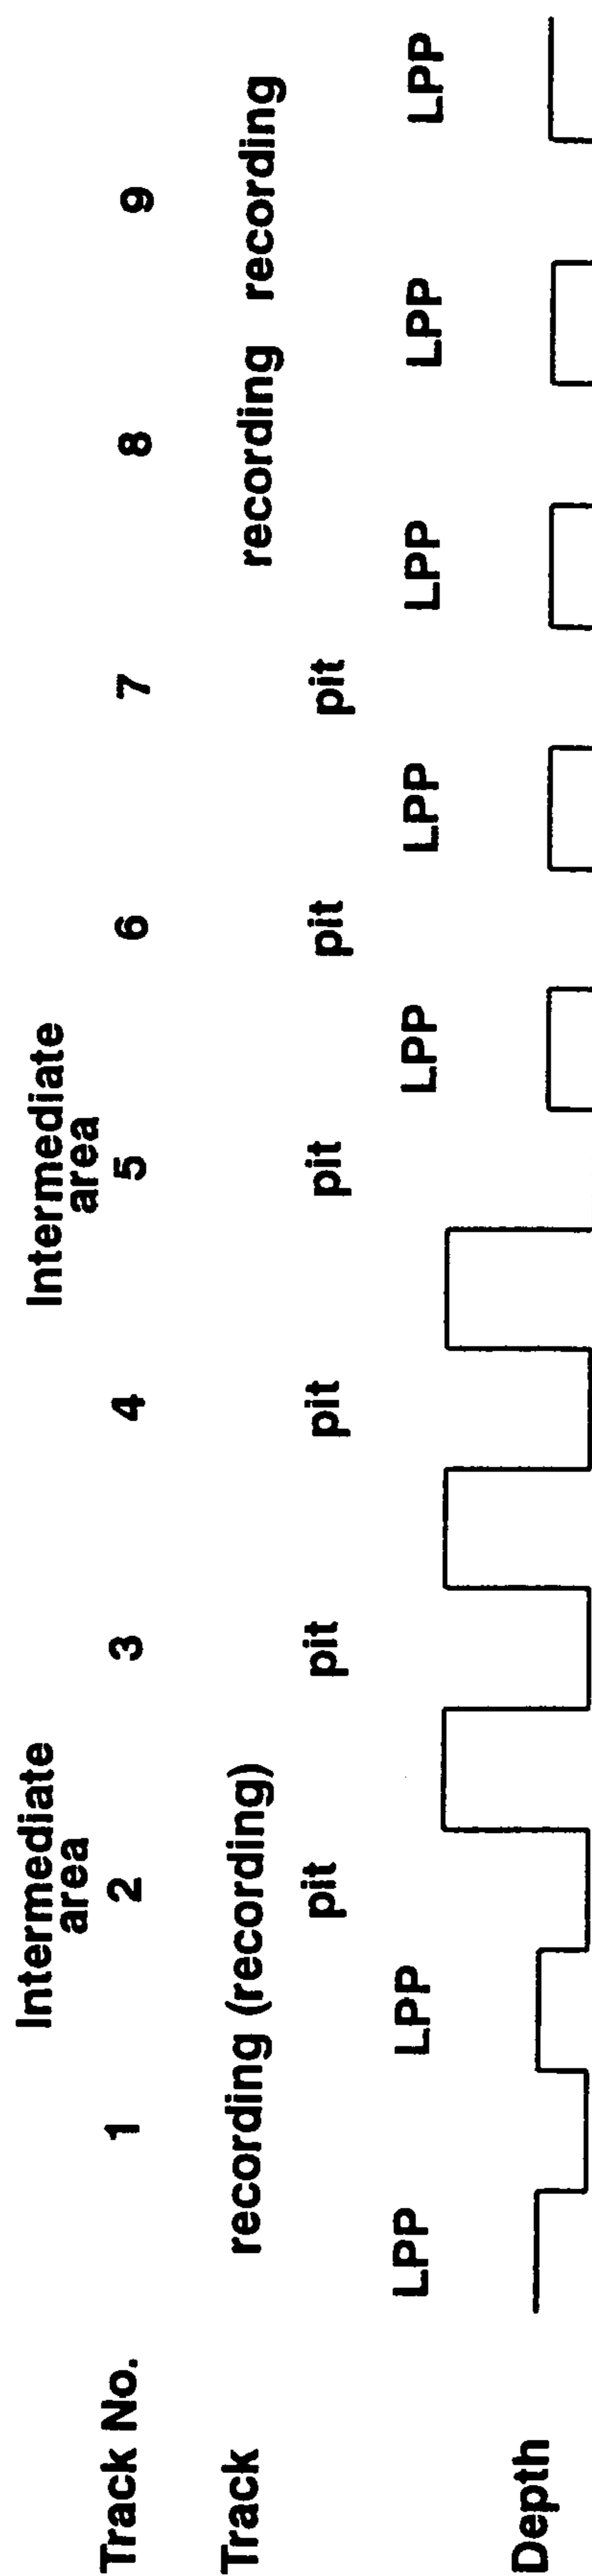 Intermediate Intermediate
area area
Track No. 1 2 3 4 5 6 7 8 9
Track recording (recording) recording recording
pit pit pit pit pit pit
LPP LPP LPP LPP LPP LPP LPP
Depth